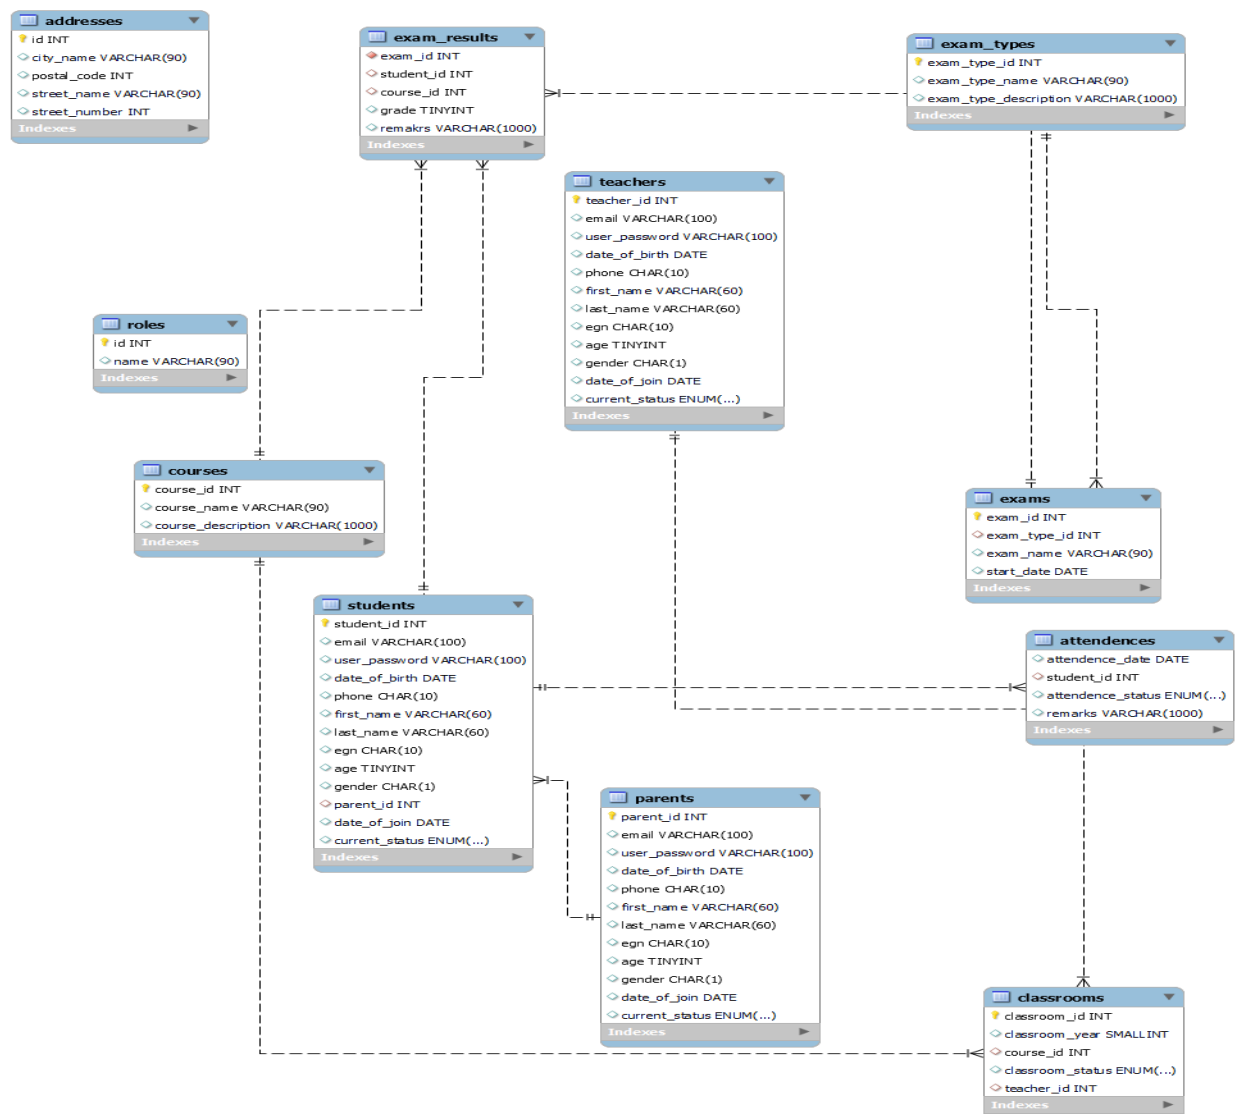 addresses
id INT
city_name VARCHAR(90)
postal_code INT
street_name VARCHAR(90)
street_number INT
Indexes
exam_results
exam_id INT
student_id INT
course_id INT
grade TINYINT
remakrs VARCHAR(1000)
Indexes
exam_types
exam_type_id INT
exam_type_name VARCHAR(90)
exam_type_description VARCHAR(1000)
Indexes
teachers
teacher_id INT
email VARCHAR(100)
user_password VARCHAR(100)
date_of_birth DATE
phone CHAR(10)
first_name VARCHAR(60)
last_name VARCHAR(60)
egn CHAR(10)
age TINYINT
gender CHAR(1)
date_of_join DATE
current_status ENUM(...)
Indexes
roles
id INT
name VARCHAR(90)
Indexes
courses
course_id INT
course_name VARCHAR(90)
course_description VARCHAR(1000)
Indexes
exams
exam_id INT
exam_type_id INT
exam_name VARCHAR(90)
start_date DATE
Indexes
students
student_id INT
email VARCHAR(100)
user_password VARCHAR(100)
date_of_birth DATE
phone CHAR(10)
first_name VARCHAR(60)
last_name VARCHAR(60)
egn CHAR(10)
age TINYINT
gender CHAR(1)
parent_id INT
date_of_join DATE
current_status ENUM(...)
Indexes
attendences
attendence_date DATE
student_id INT
attendence_status ENUM(...)
remarks VARCHAR(1000)
Indexes
parents
parent_id INT
email VARCHAR(100)
user_password VARCHAR(100)
date_of_birth DATE
phone CHAR(10)
first_name VARCHAR(60)
last_name VARCHAR(60)
egn CHAR(10)
age TINYINT
gender CHAR(1)
date_of_join DATE
current_status ENUM(...)
Indexes
classrooms
classroom_id INT
classroom_year SMALLINT
course_id INT
classroom_status ENUM(...)
teacher_id INT
Indexes